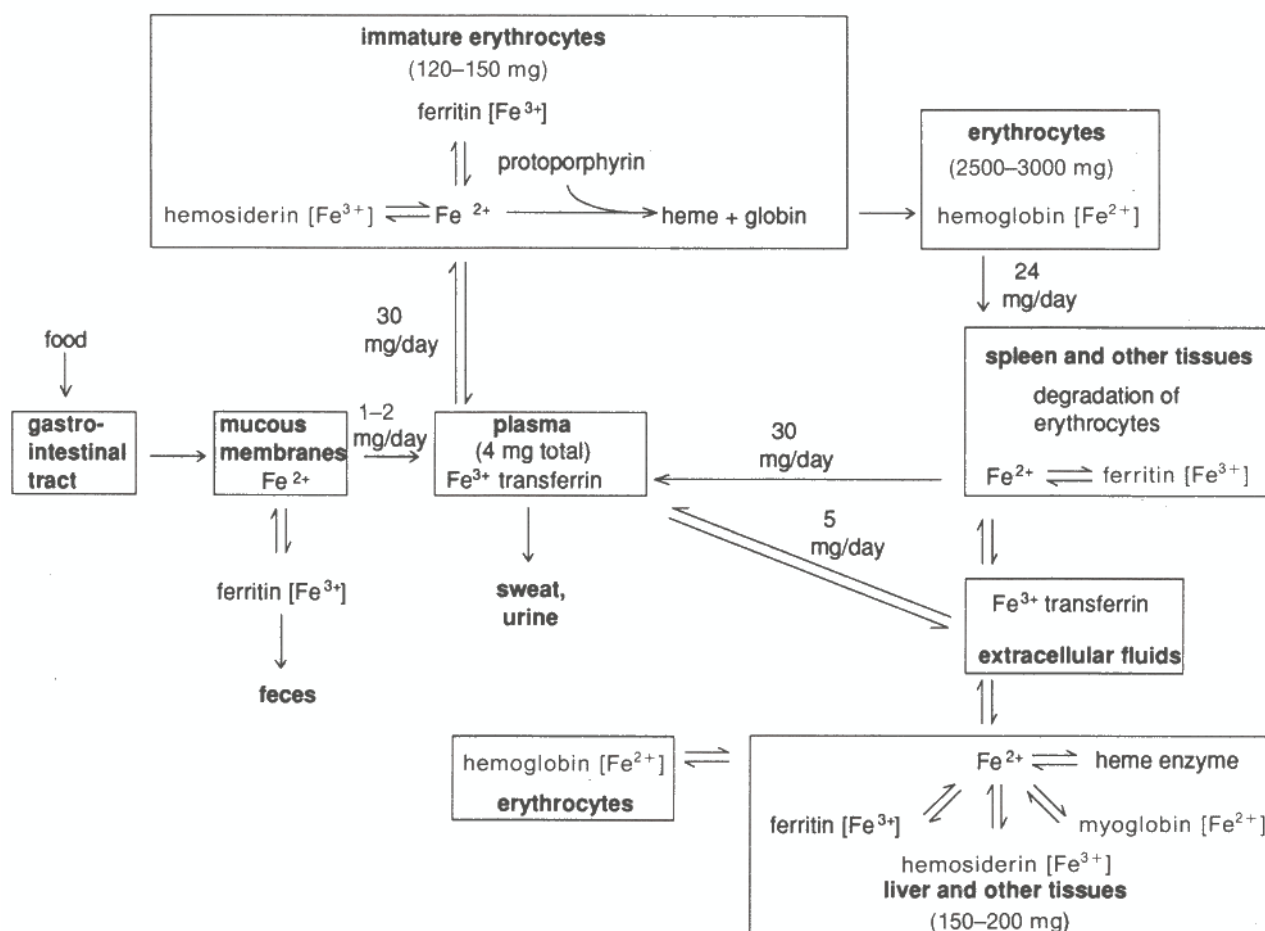 immature erythrocytes
(120–150 mg)
ferritin [Fe³⁺]
protoporphyrin
hemosiderin [Fe³⁺]
Fe ²⁺
heme + globin
erythrocytes
(2500–3000 mg)
hemoglobin [Fe²⁺]
24
mg/day
30
mg/day
food
gastro-
intestinal
tract
mucous
membranes
Fe ²⁺
1–2
mg/day
plasma
(4 mg total)
Fe³⁺ transferrin
30
mg/day
spleen and other tissues
degradation of
erythrocytes
Fe²⁺
ferritin [Fe³⁺]
5
mg/day
ferritin [Fe³⁺]
feces
sweat,
urine
Fe³⁺ transferrin
extracellular fluids
hemoglobin [Fe²⁺]
erythrocytes
Fe²⁺
heme enzyme
ferritin [Fe³⁺]
myoglobin [Fe²⁺]
hemosiderin [Fe³⁺]
liver and other tissues
(150–200 mg)